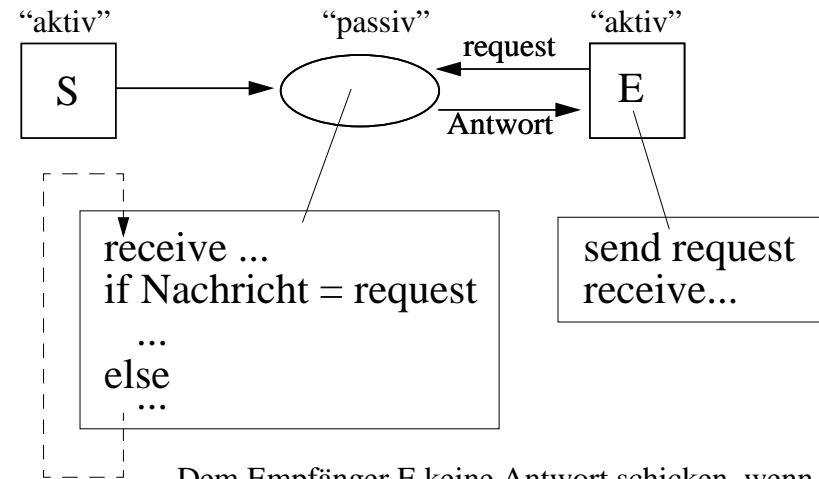 “aktiv” “passiv” “aktiv”
request
S E
Antwort
receive ...
if Nachricht = request
...
else
...
send request
receive...
Dem Empfänger E keine Antwort schicken, wenn